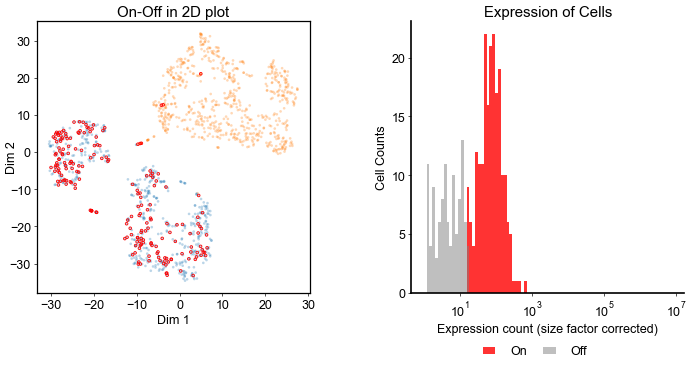 On-Off in 2D plot
Expression of Cells
Dim 2
30
20
10
0
−10
−20
−30
−30 −20 −10 0 10 20 30
Dim 1
Cell Counts
20
15
10
5
0
10^1 10^3 10^5 10^7
Expression count (size factor corrected)
On Off